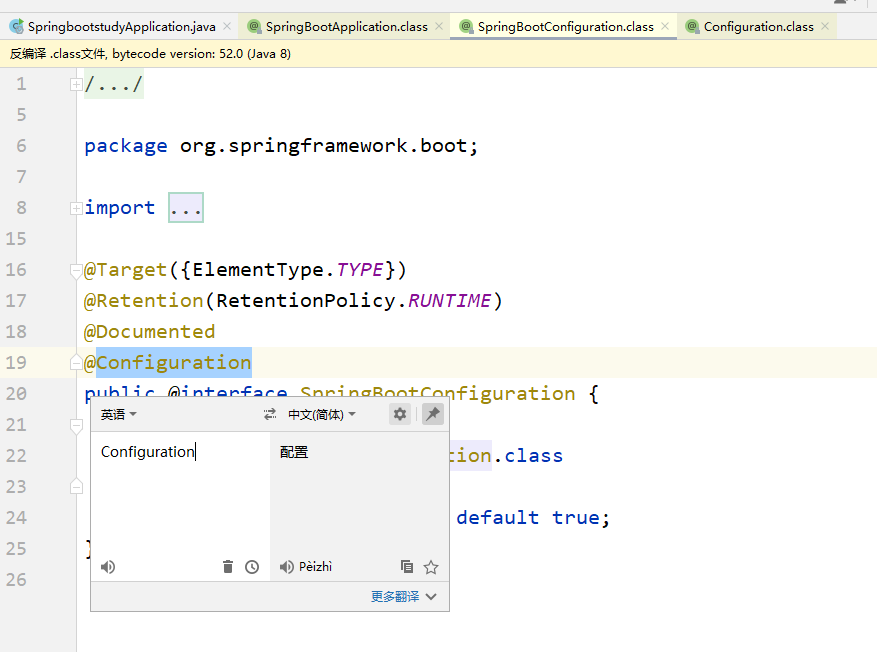 SpringbootstudyApplication.java SpringBootApplication.class SpringBootConfiguration.class Configuration.class
反编译 .class文件, bytecode version: 52.0 (Java 8)
1 /.../
5
6 package org.springframework.boot;
7
8 import ...
15
16 @Target({ElementType.TYPE})
17 @Retention(RetentionPolicy.RUNTIME)
18 @Documented
19 @Configuration
20 public @interface SpringBootConfiguration {
21
22 tion.class
23
24 default true;
25 }
26
英语 中文(简体)
Configuration 配置
Pèizhì
更多翻译